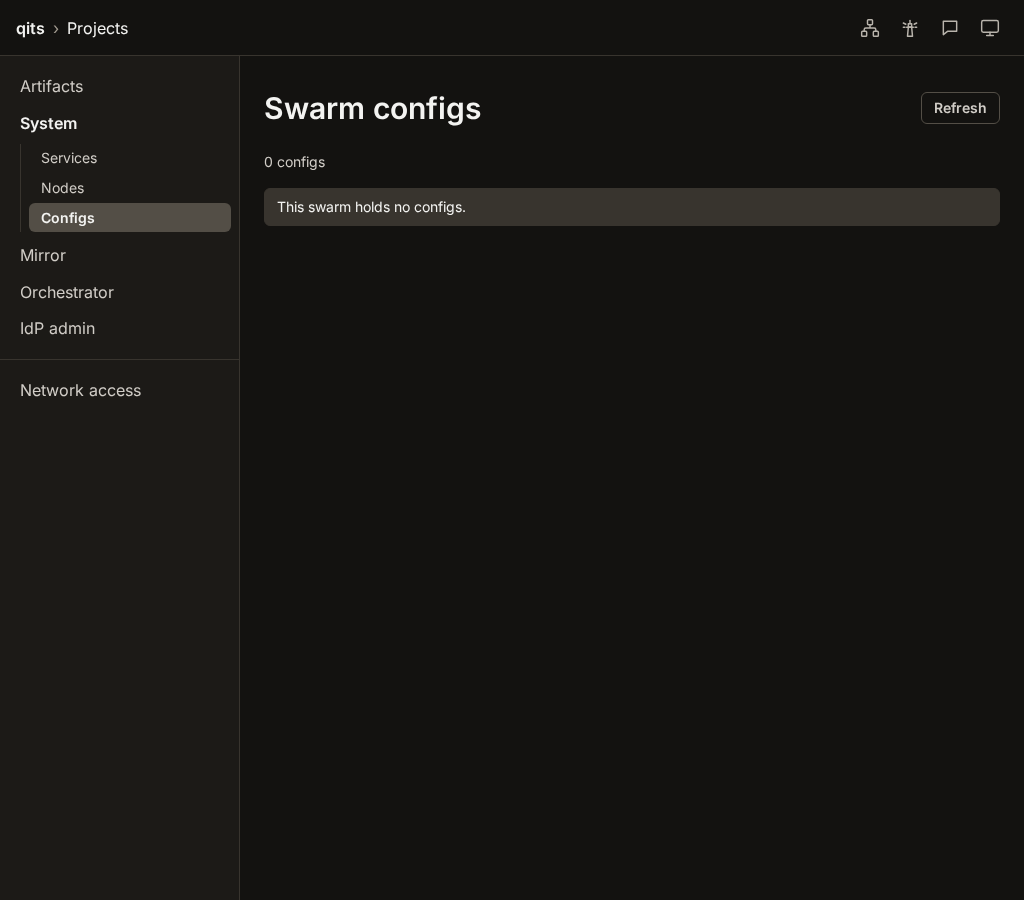 qits › Projects
Artifacts
System
Services
Nodes
Configs
Mirror
Orchestrator
IdP admin
Network access
Swarm configs
Refresh
0 configs
This swarm holds no configs.